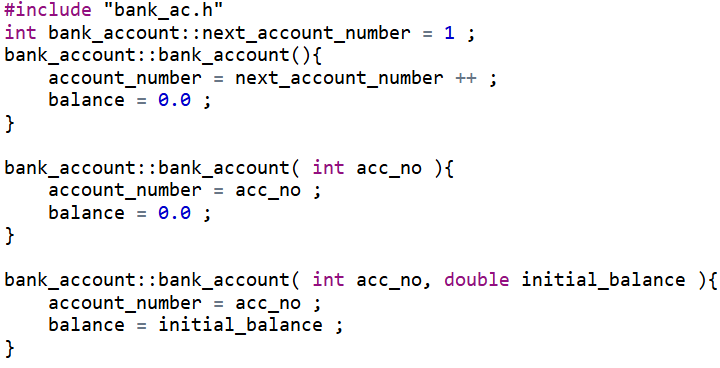 #include "bank_ac.h"
int bank_account::next_account_number = 1 ;
bank_account::bank_account(){
    account_number = next_account_number ++ ;
    balance = 0.0 ;
}

bank_account::bank_account( int acc_no ){
    account_number = acc_no ;
    balance = 0.0 ;
}

bank_account::bank_account( int acc_no, double initial_balance ){
    account_number = acc_no ;
    balance = initial_balance ;
}